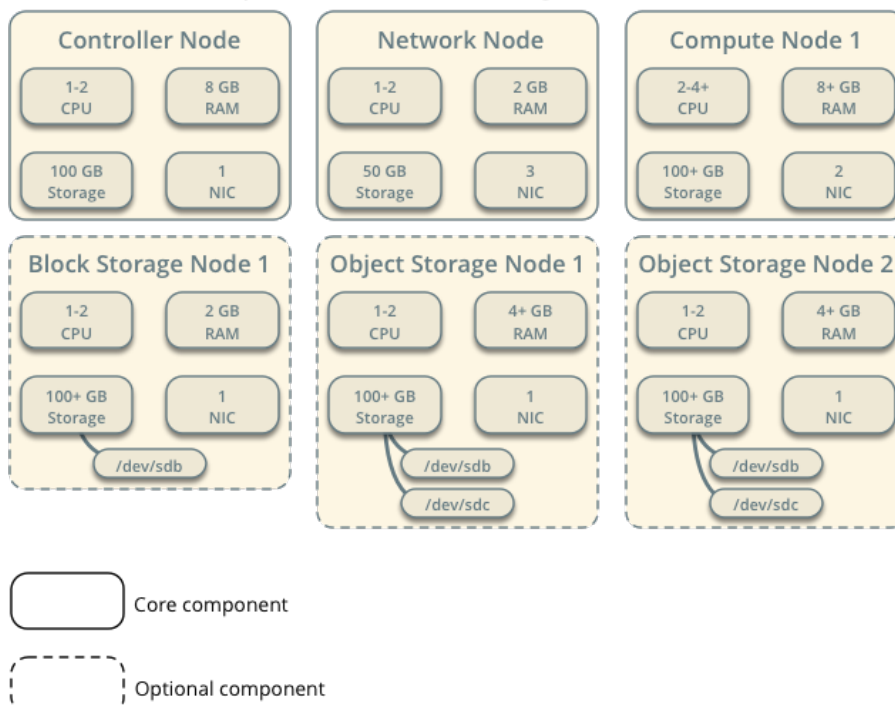 Controller Node
1-2
CPU
8 GB
RAM
100 GB
Storage
1
NIC
Network Node
1-2
CPU
2 GB
RAM
50 GB
Storage
3
NIC
Compute Node 1
2-4+
CPU
8+ GB
RAM
100+ GB
Storage
2
NIC
Block Storage Node 1
1-2
CPU
2 GB
RAM
100+ GB
Storage
1
NIC
/dev/sdb
Object Storage Node 1
1-2
CPU
4+ GB
RAM
100+ GB
Storage
1
NIC
/dev/sdb
/dev/sdc
Object Storage Node 2
1-2
CPU
4+ GB
RAM
100+ GB
Storage
1
NIC
/dev/sdb
/dev/sdc
Core component
Optional component